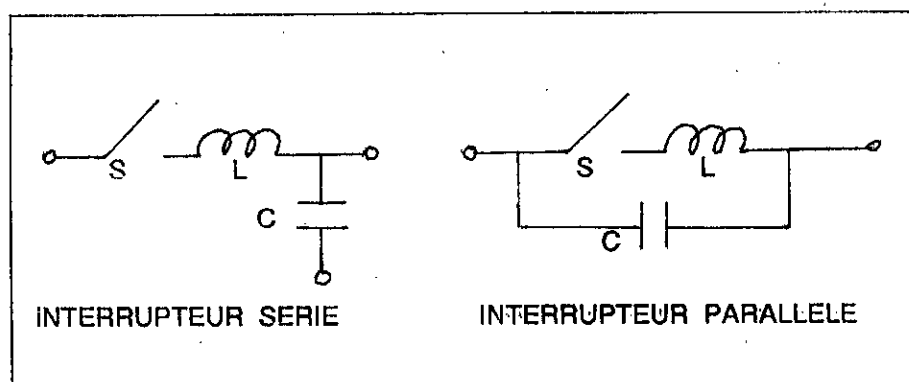 S L C
S L C
INTERRUPTEUR SERIE
INTERRUPTEUR PARALLELE